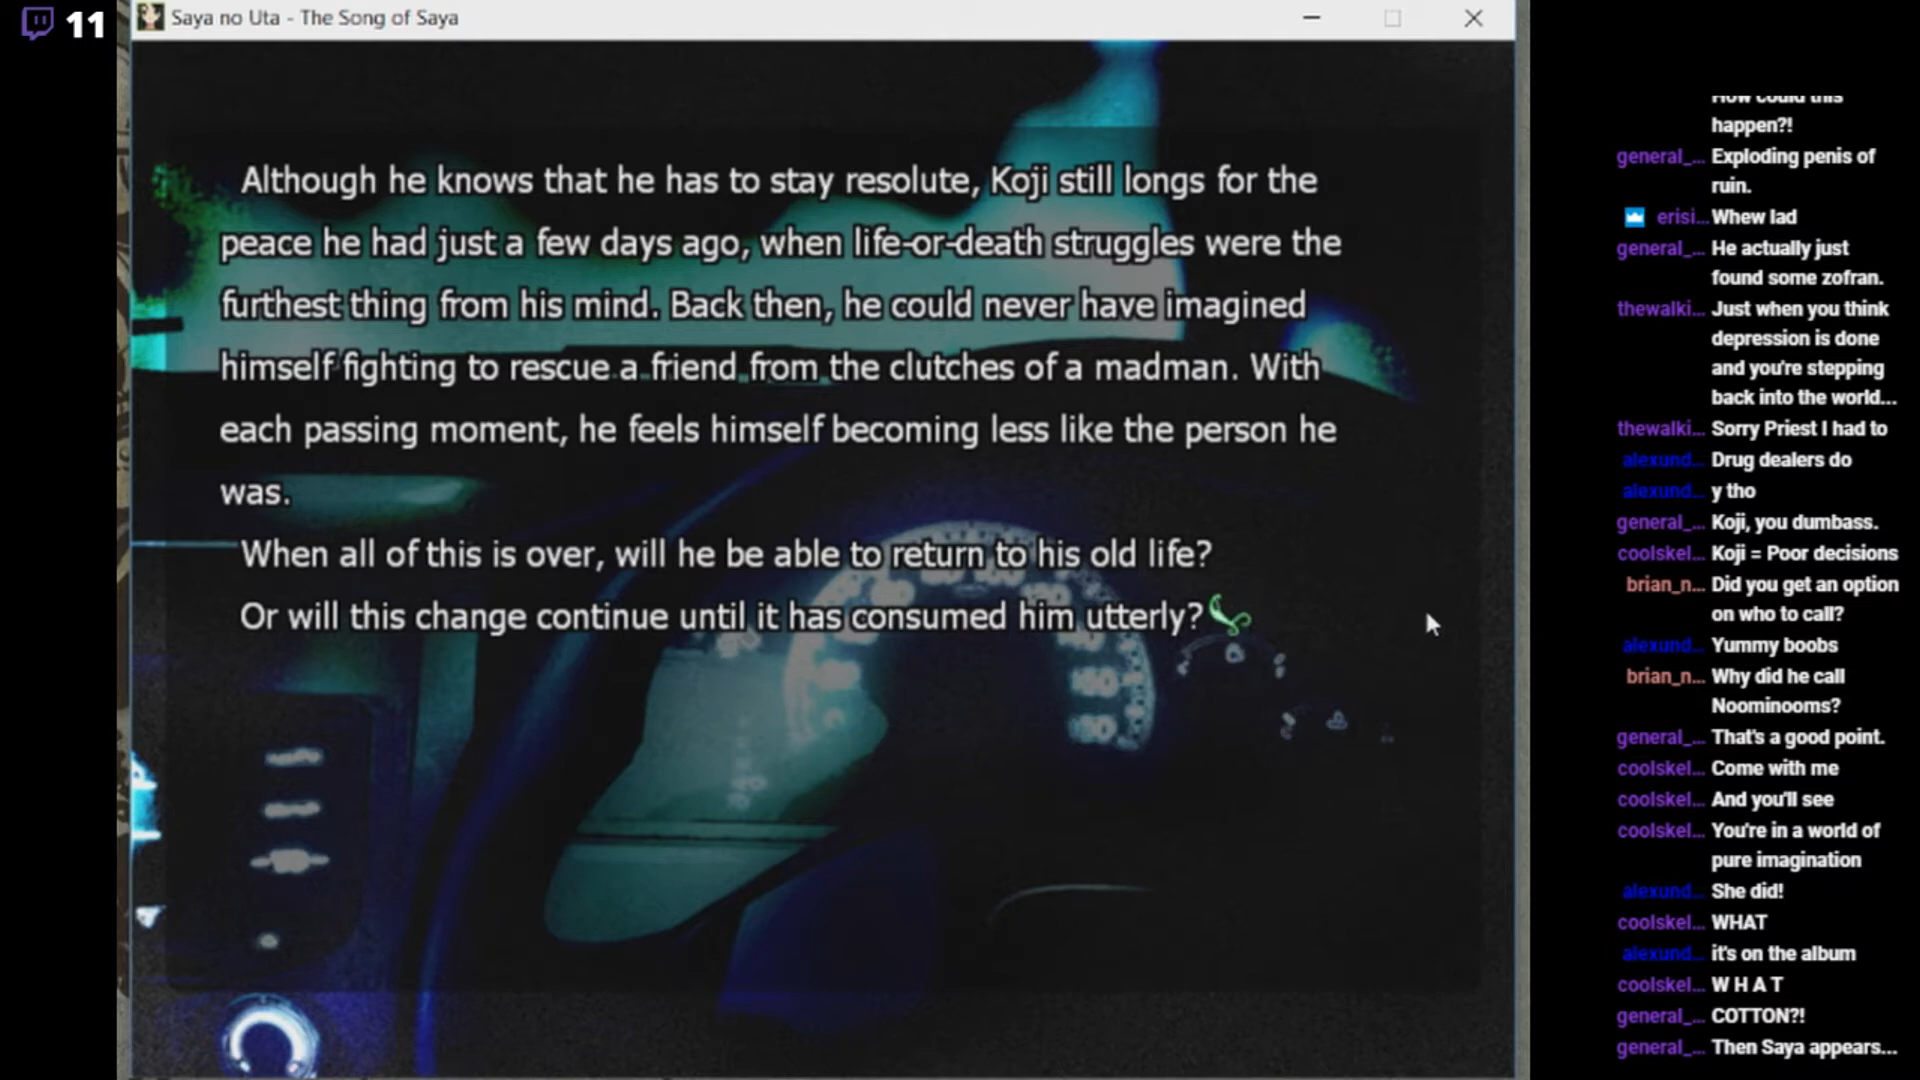 11
Saya no Uta - The Song of Saya
Although he knows that he has to stay resolute, Koji still longs for the
peace he had just a few days ago, when life-or-death struggles were the
furthest thing from his mind. Back then, he could never have imagined
himself fighting to rescue a friend from the clutches of a madman. With
each passing moment, he feels himself becoming less like the person he
was.
When all of this is over, will he be able to return to his old life?
Or will this change continue until it has consumed him utterly?
How could this
happen?!
general_... Exploding penis of
ruin.
erisi... Whew lad
general_... He actually just
found some zofran.
thewalki... Just when you think
depression is done
and you're stepping
back into the world...
thewalki... Sorry Priest I had to
alexund... Drug dealers do
alexund... y tho
general_... Koji, you dumbass.
coolskel... Koji = Poor decisions
brian_n... Did you get an option
on who to call?
alexund... Yummy boobs
brian_n... Why did he call
Noominooms?
general_... That's a good point.
coolskel... Come with me
coolskel... And you'll see
coolskel... You're in a world of
pure imagination
alexund... She did!
coolskel... WHAT
alexund... it's on the album
coolskel... W H A T
general_... COTTON?!
general_... Then Saya appears...